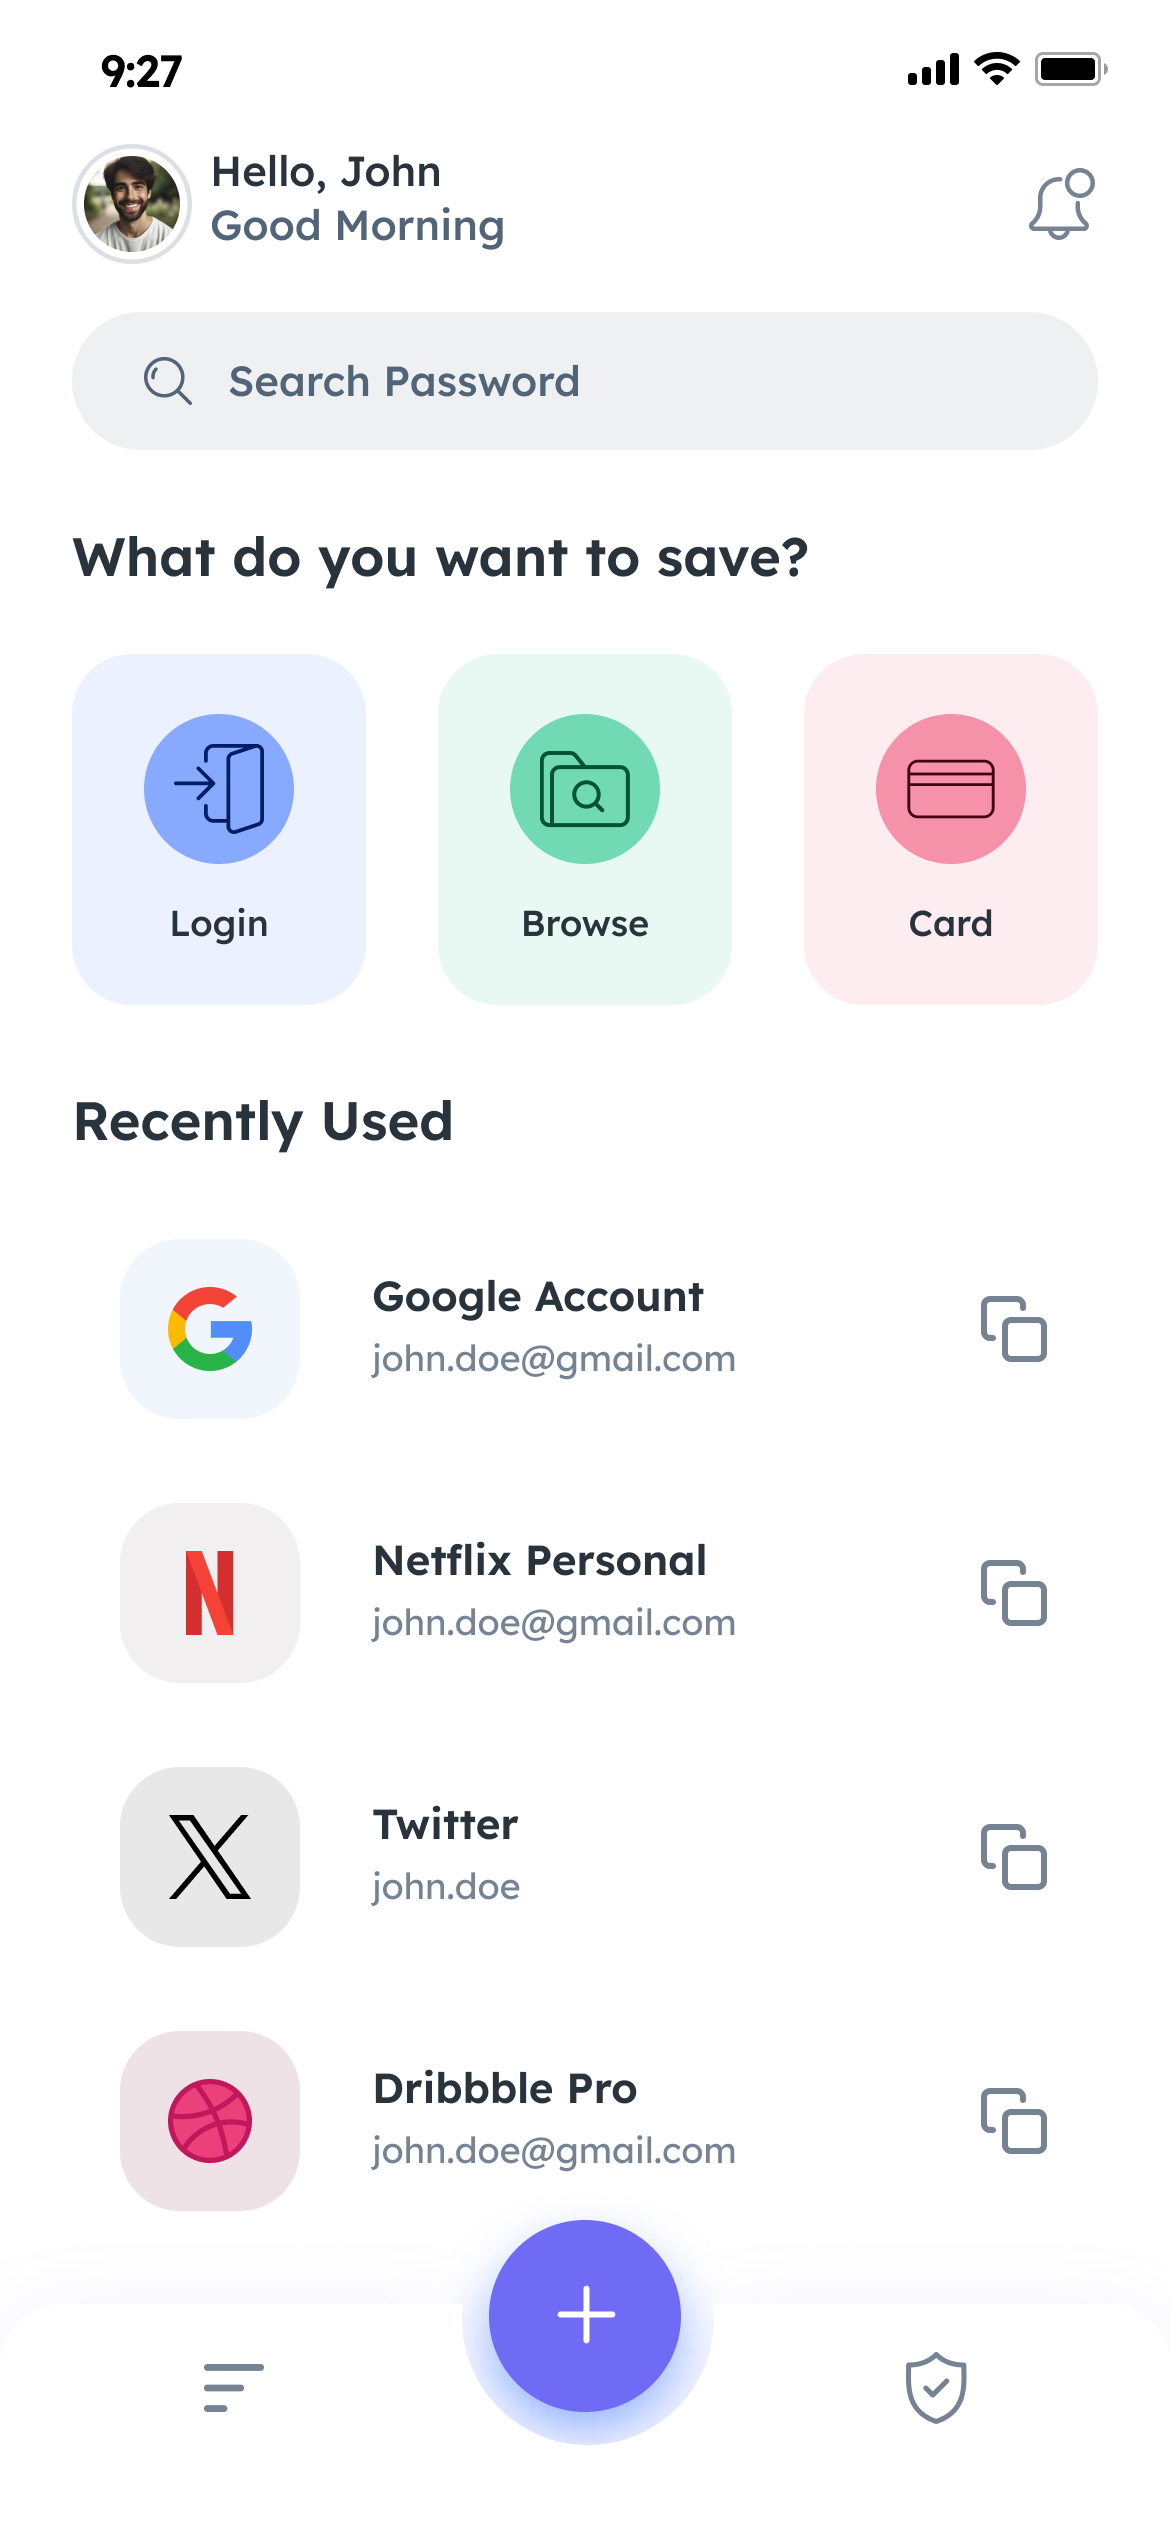 9:27
Hello, John
Good Morning
Search Password
What do you want to save?
Login
Browse
Card
Recently Used
Google Account
john.doe@gmail.com
Netflix Personal
john.doe@gmail.com
Twitter
john.doe
Dribbble Pro
john.doe@gmail.com